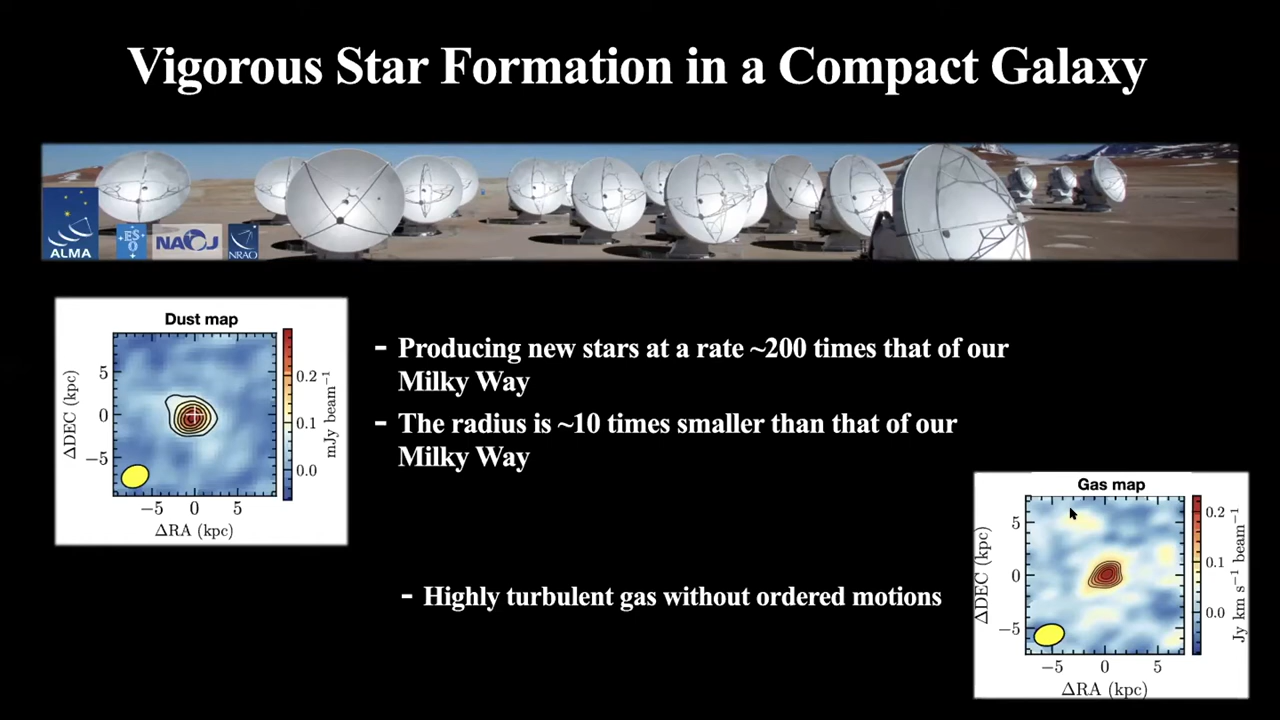 Vigorous Star Formation in a Compact Galaxy
ALMA
ES
O
NAOJ
NRAO
Dust map
5
0
−5
ΔDEC (kpc)
−5 0 5
ΔRA (kpc)
0.2
0.1
0.0
mJy beam⁻¹
- Producing new stars at a rate ~200 times that of our
Milky Way
- The radius is ~10 times smaller than that of our
Milky Way
- Highly turbulent gas without ordered motions
Gas map
5
0
−5
ΔDEC (kpc)
−5 0 5
ΔRA (kpc)
0.2
0.1
0.0
Jy km s⁻¹ beam⁻¹